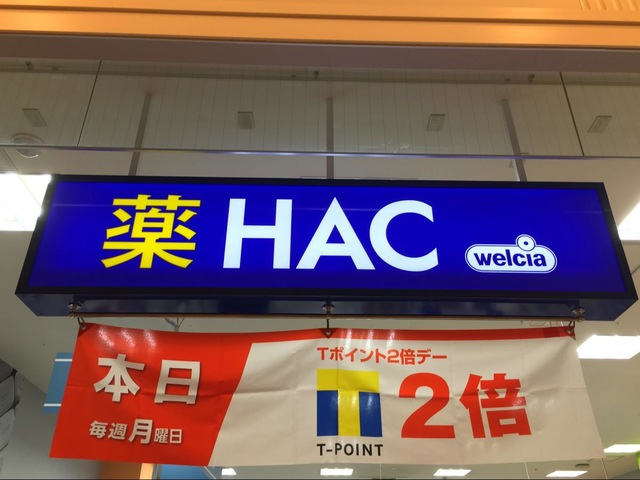 薬 HAC welcia
本日
毎週月曜日
Tポイント2倍デー
T
T-POINT
2倍